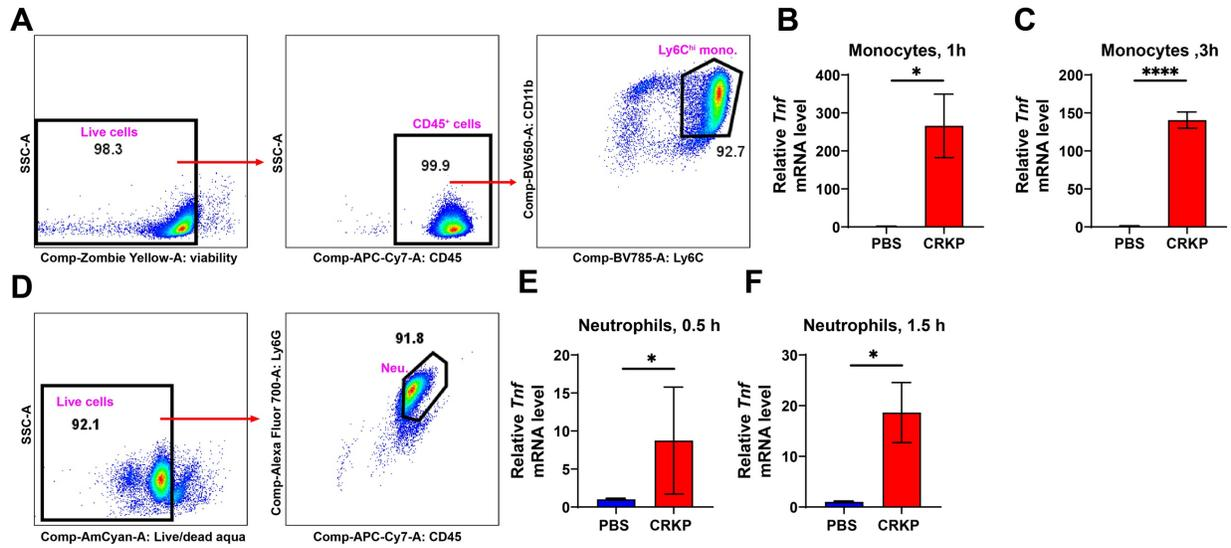 A
SSC-A
Live cells
98.3
Comp-Zombie Yellow-A: viability
SSC-A
CD45⁺ cells
99.9
Comp-APC-Cy7-A: CD45
Comp-BV650-A: CD11b
Ly6Cʰⁱ mono.
92.7
Comp-BV785-A: Ly6C
B
Monocytes, 1h
Relative Tnf
mRNA level
400
300
200
100
0
*
PBS CRKP
C
Monocytes ,3h
Relative Tnf
mRNA level
200
150
100
50
0
****
PBS CRKP
D
SSC-A
Live cells
92.1
Comp-AmCyan-A: Live/dead aqua
Comp-Alexa Fluor 700-A: Ly6G
91.8
Neu.
Comp-APC-Cy7-A: CD45
E
Neutrophils, 0.5 h
Relative Tnf
mRNA level
20
15
10
5
0
*
PBS CRKP
F
Neutrophils, 1.5 h
Relative Tnf
mRNA level
30
20
10
0
*
PBS CRKP